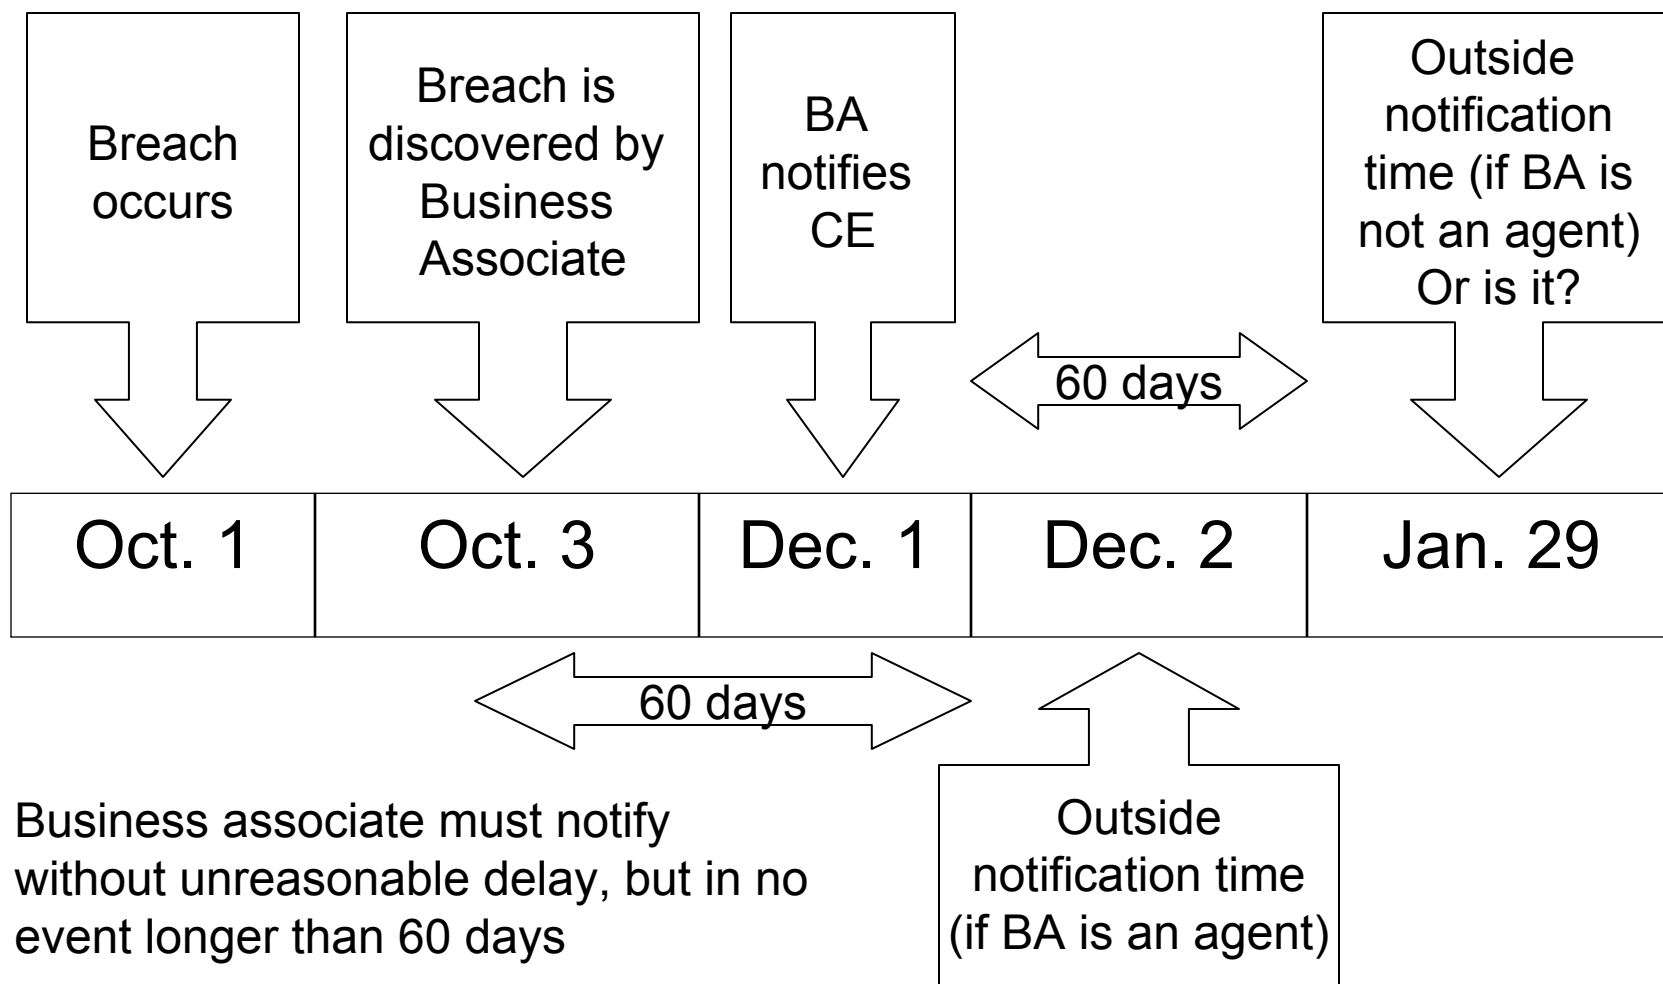 Breach
occurs
Breach is
discovered by
Business
Associate
BA
notifies
CE
Outside
notification
time (if BA is
not an agent)
Or is it?
60 days
Oct. 1
Oct. 3
Dec. 1
Dec. 2
Jan. 29
60 days
Business associate must notify
without unreasonable delay, but in no
event longer than 60 days
Outside
notification time
(if BA is an agent)